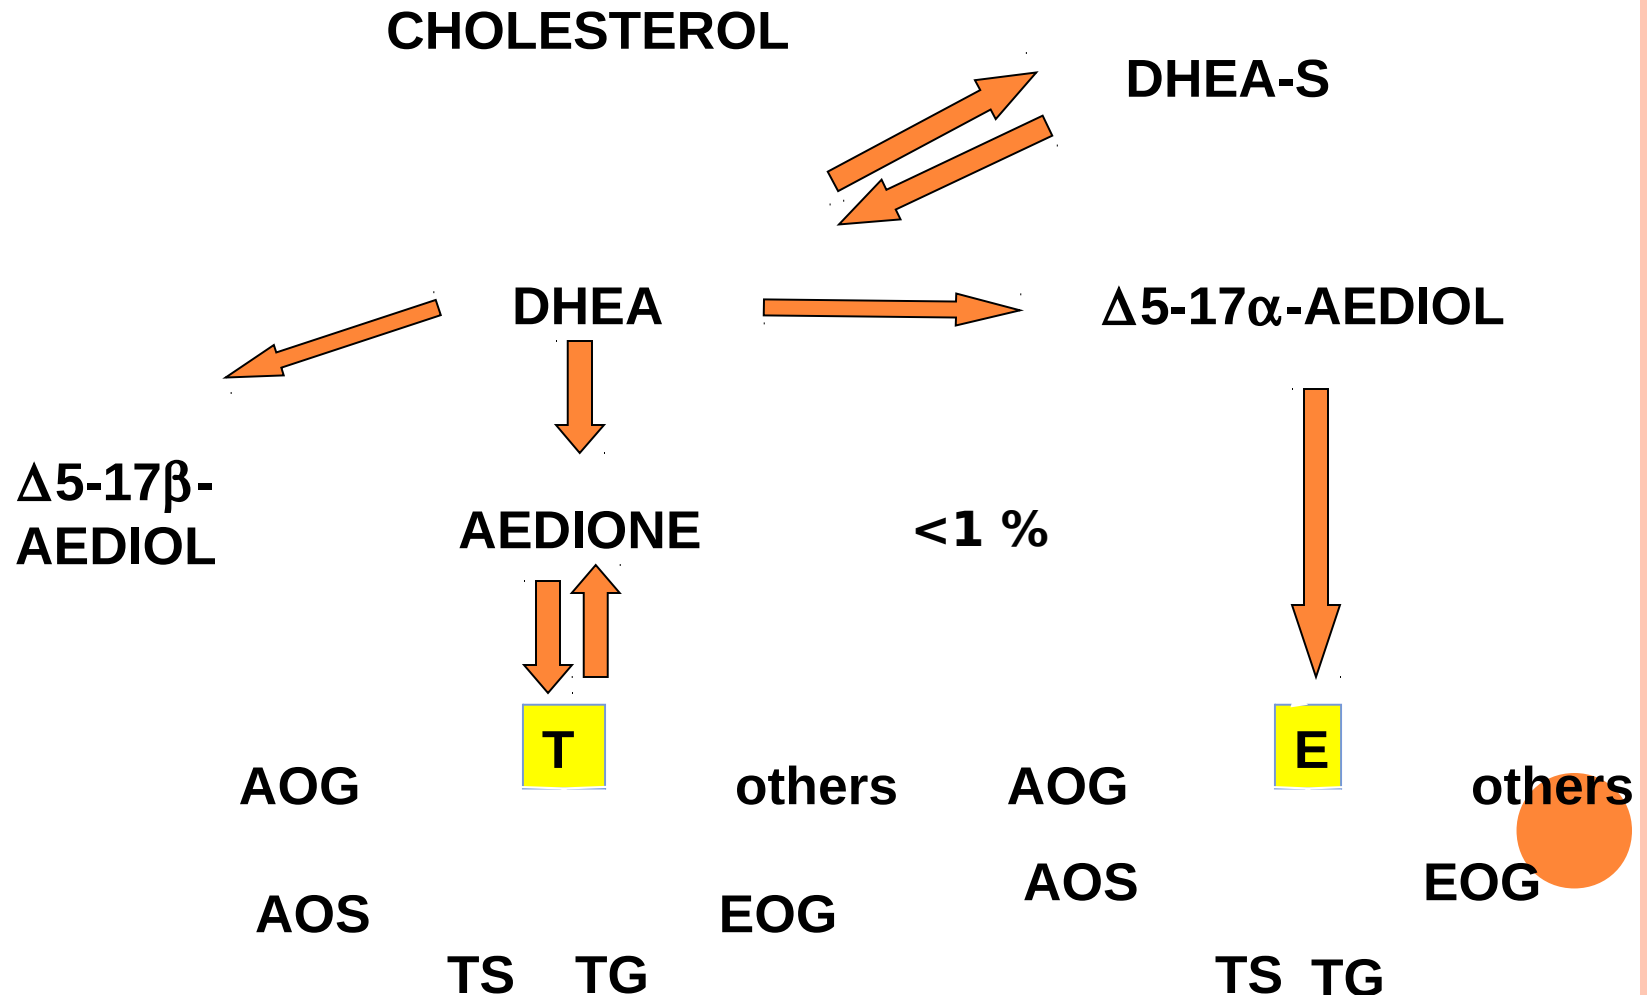 CHOLESTEROL
DHEA-S
DHEA
Δ5-17α-AEDIOL
Δ5-17β-
AEDIOL
AEDIONE
<1 %
T
E
AOG
others
AOG
others
AOS
EOG
AOS
EOG
TS
TG
TS
TG